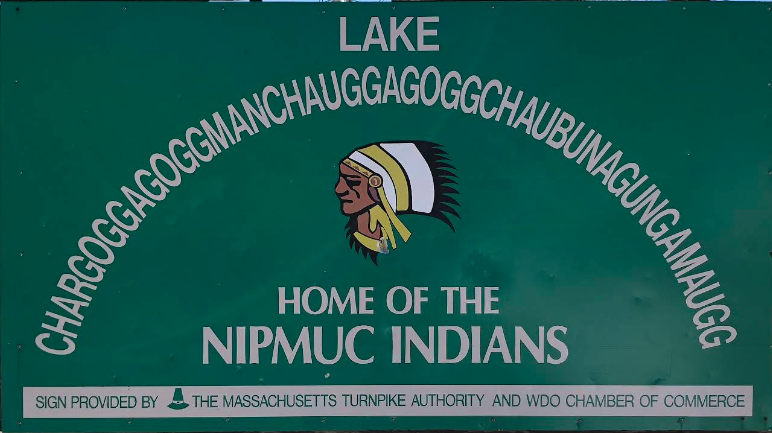 LAKE
CHARGOGGAGOGGMANCHAUGGAGOGGCHAUBUNAGUNGAMAUGG
HOME OF THE
NIPMUC INDIANS
SIGN PROVIDED BY THE MASSACHUSETTS TURNPIKE AUTHORITY AND WDO CHAMBER OF COMMERCE